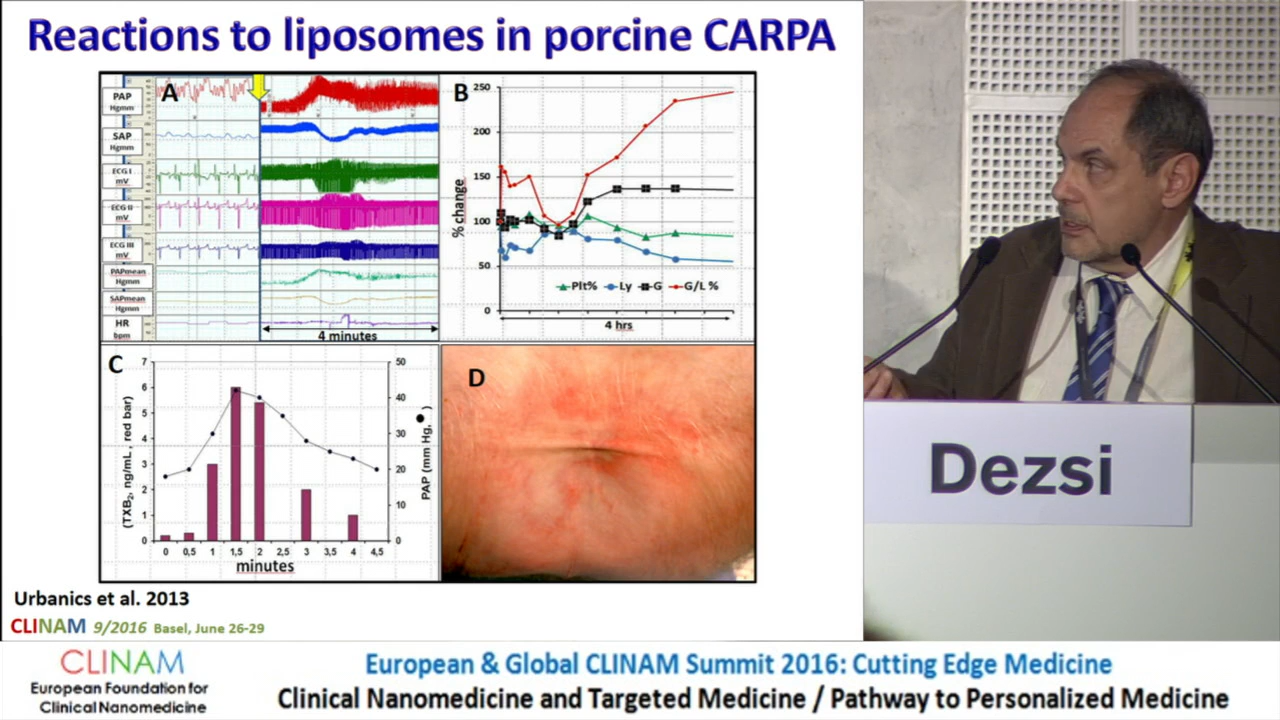 Reactions to liposomes in porcine CARPA
A
PAP
Hgmm
SAP
Hgmm
ECG I
mV
ECG II
mV
ECG III
mV
PAPmean
Hgmm
SAPmean
Hgmm
HR
bpm
4 minutes
B
% change
250
200
150
100
50
0
Plt% Ly G G/L %
4 hrs
C
(TXB2, ng/mL, red bar)
7
6
5
4
3
2
1
0
0 0,5 1 1,5 2 2,5 3 3,5 4 4,5
minutes
50
40
30
20
10
0
PAP (mm Hg, ●)
D
Urbanics et al. 2013
CLINAM 9/2016 Basel, June 26-29
Dezsi
CLINAM
European Foundation for
Clinical Nanomedicine
European & Global CLINAM Summit 2016: Cutting Edge Medicine
Clinical Nanomedicine and Targeted Medicine / Pathway to Personalized Medicine